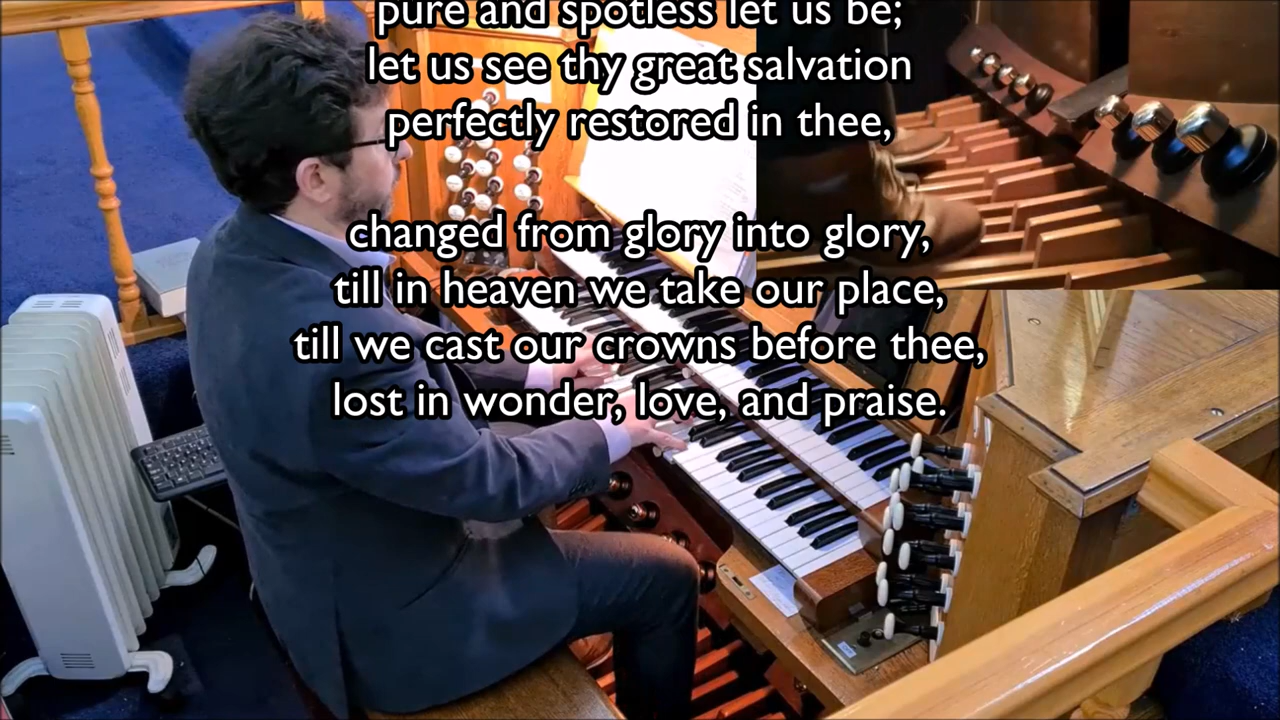 pure and spotless let us be;
let us see thy great salvation
perfectly restored in thee,
changed from glory into glory,
till in heaven we take our place,
till we cast our crowns before thee,
lost in wonder, love, and praise.